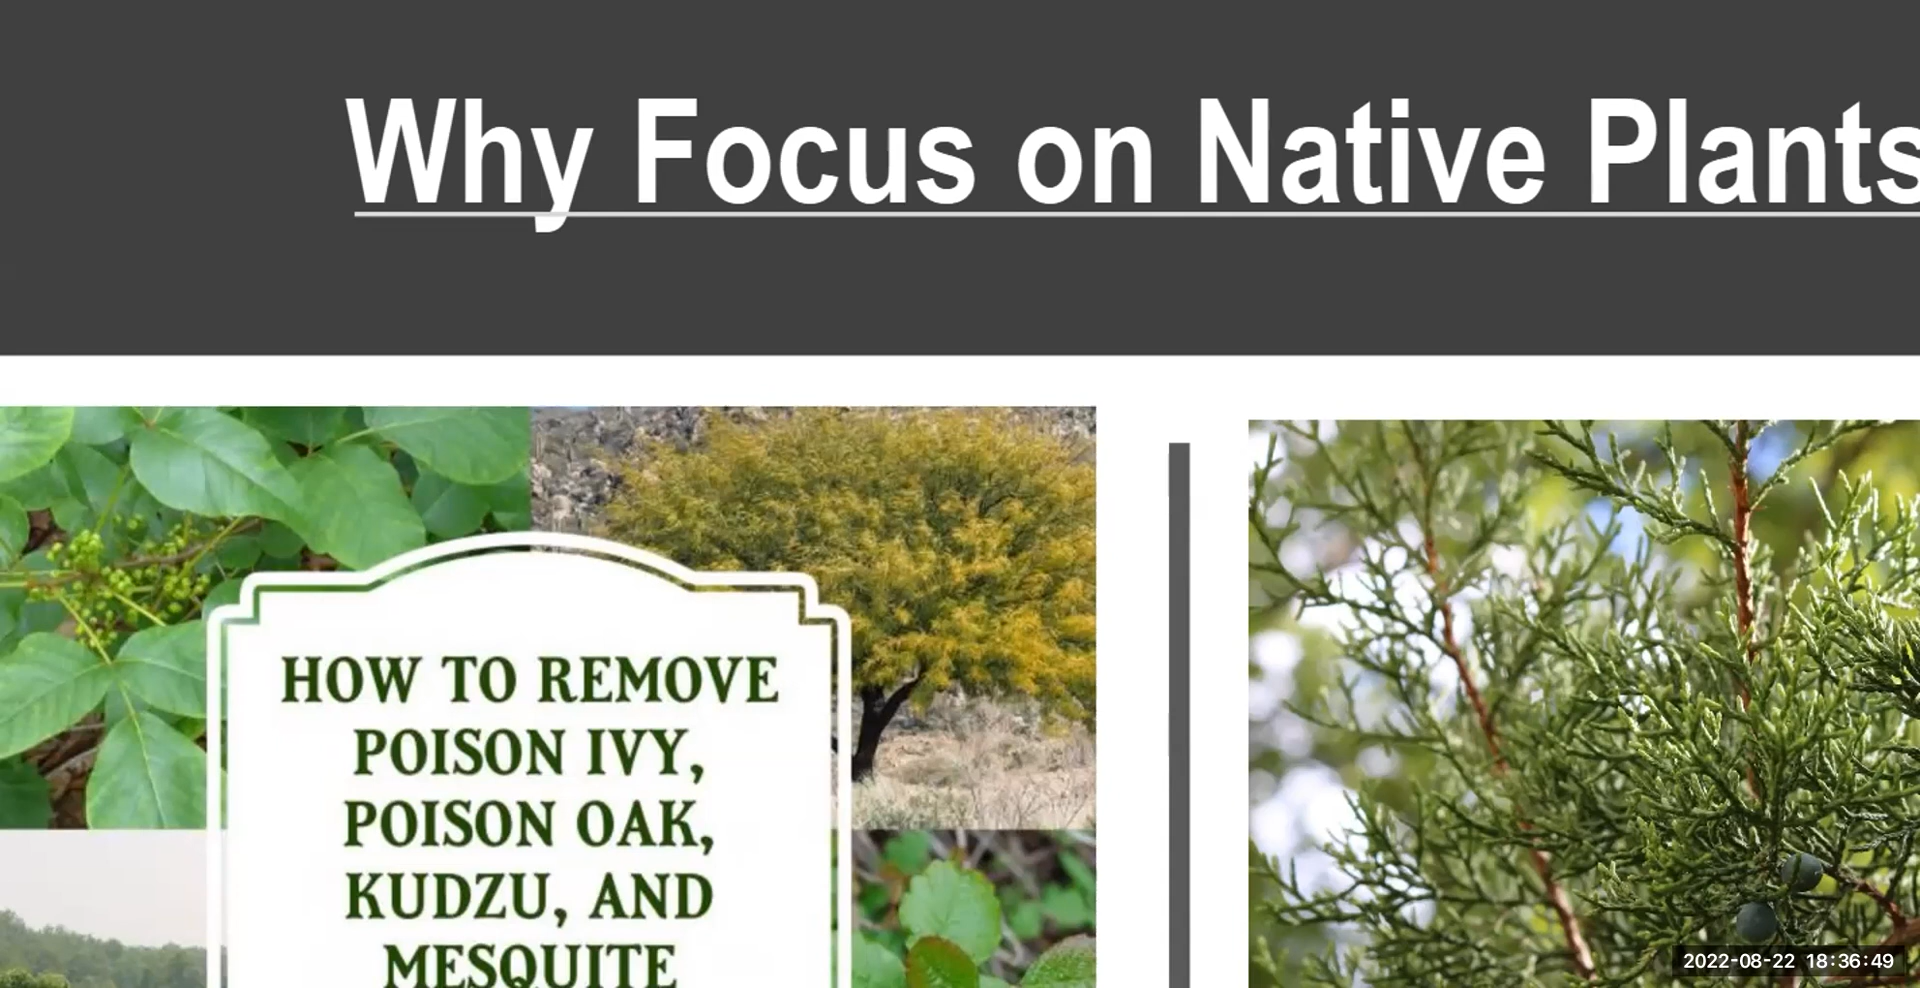 Why Focus on Native Plants
HOW TO REMOVE
POISON IVY,
POISON OAK,
KUDZU, AND
MESQUITE
2022-08-22 18:36:49